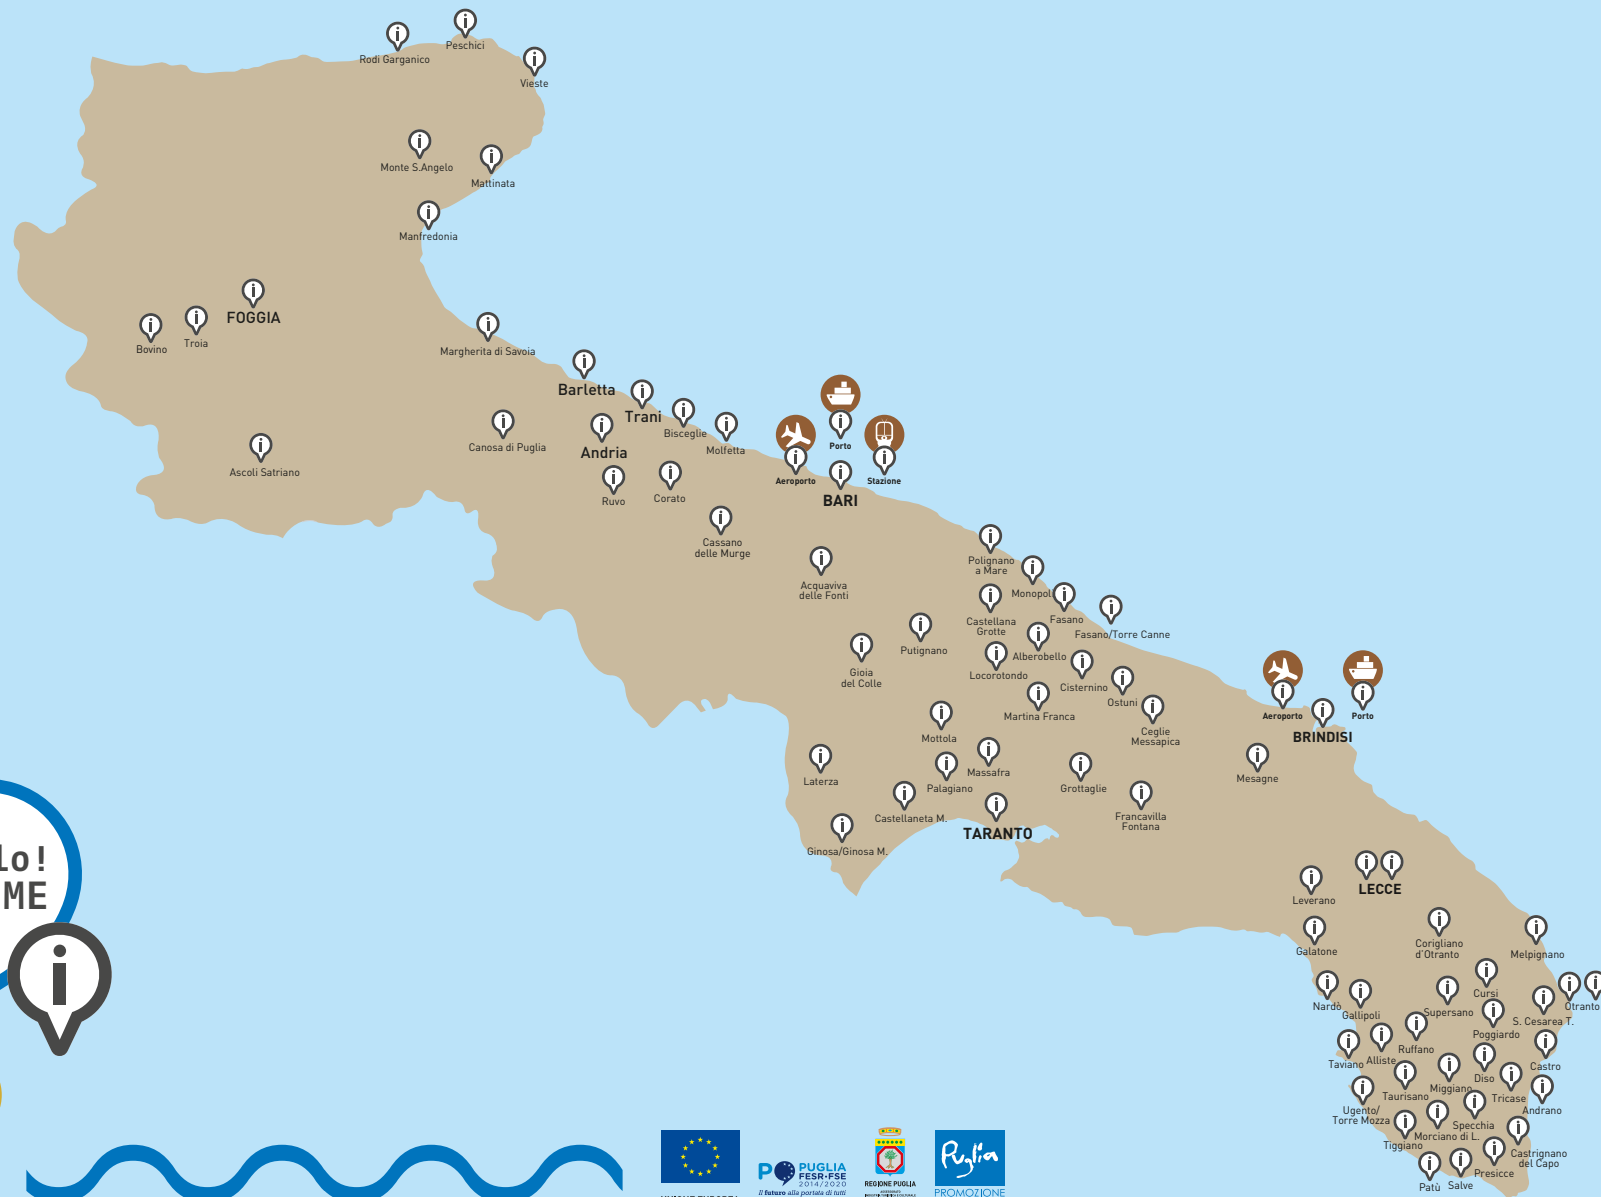 Peschici
Rodi Garganico
Vieste
Monte S.Angelo
Mattinata
Manfredonia
FOGGIA
Troia
Bovino
Margherita di Savoia
Barletta
Trani
Bisceglie
Canosa di Puglia
Andria
Molfetta
Porto
Aeroporto
Stazione
Ascoli Satriano
Ruvo
Corato
BARI
Cassano
delle Murge
Acquaviva
delle Fonti
Polignano
a Mare
Monopoli
Castellana
Grotte
Fasano
Fasano/Torre Canne
Putignano
Alberobello
Gioia
del Colle
Locorotondo
Cisternino
Ostuni
Martina Franca
Aeroporto
Porto
Mottola
Ceglie
Messapica
BRINDISI
Laterza
Palagiano
Massafra
Grottaglie
Mesagne
Castellaneta M.
TARANTO
Francavilla
Fontana
Ginosa/Ginosa M.
lo!
ME
LECCE
Leverano
Galatone
Corigliano
d'Otranto
Melpignano
Cursi
Nardò
Gallipoli
Supersano
Otranto
S. Cesarea T.
Poggiardo
Ruffano
Taviano
Alliste
Castro
Diso
Miggiano
Taurisano
Tricase
Andrano
Ugento/
Torre Mozza
Specchia
Morciano di L.
Tiggiano
Castrignano
del Capo
Presicce
Salve
Patù
UNIONE EUROPEA
PO PUGLIA
FESR•FSE
2014/2020
Il futuro alla portata di tutti
REGIONE PUGLIA
Puglia
PROMOZIONE